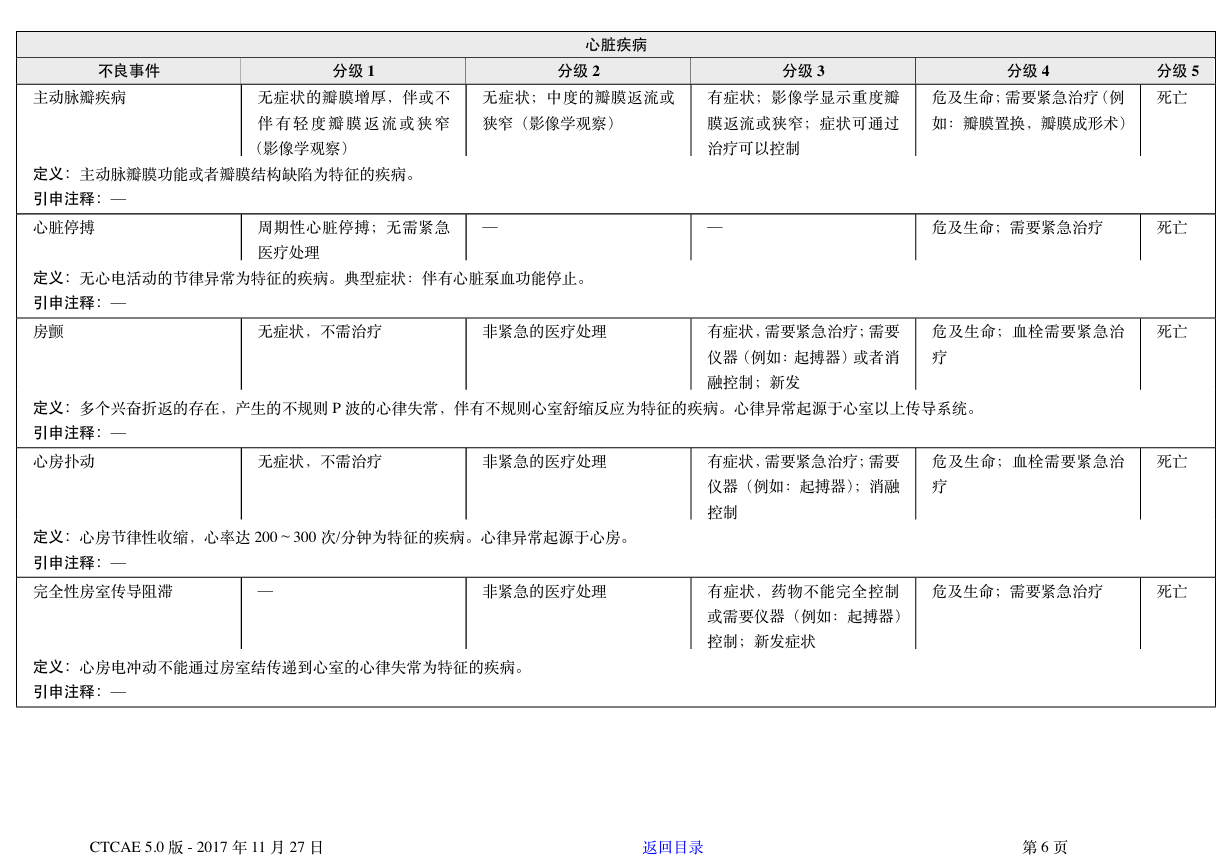 心脏疾病
不良事件 分级 1 分级 2 分级 3 分级 4 分级 5
主动脉瓣疾病 无症状的瓣膜增厚，伴或不 无症状；中度的瓣膜返流或 有症状；影像学显示重度瓣 危及生命；需要紧急治疗（例 死亡
伴有轻度瓣膜返流或狭窄 狭窄（影像学观察） 膜返流或狭窄；症状可通过 如：瓣膜置换，瓣膜成形术）
（影像学观察） 治疗可以控制
定义：主动脉瓣膜功能或者瓣膜结构缺陷为特征的疾病。
引申注释：—
心脏停搏 周期性心脏停搏；无需紧急 — — 危及生命；需要紧急治疗 死亡
医疗处理
定义：无心电活动的节律异常为特征的疾病。典型症状：伴有心脏泵血功能停止。
引申注释：—
房颤 无症状，不需治疗 非紧急的医疗处理 有症状，需要紧急治疗；需要 危及生命；血栓需要紧急治 死亡
仪器（例如：起搏器）或者消 疗
融控制；新发
定义：多个兴奋折返的存在，产生的不规则 P 波的心律失常，伴有不规则心室舒缩反应为特征的疾病。心律异常起源于心室以上传导系统。
引申注释：—
心房扑动 无症状，不需治疗 非紧急的医疗处理 有症状，需要紧急治疗；需要 危及生命；血栓需要紧急治 死亡
仪器（例如：起搏器）；消融 疗
控制
定义：心房节律性收缩，心率达 200 ~ 300 次/分钟为特征的疾病。心律异常起源于心房。
引申注释：—
完全性房室传导阻滞 — 非紧急的医疗处理 有症状，药物不能完全控制 危及生命；需要紧急治疗 死亡
或需要仪器（例如：起搏器）
控制；新发症状
定义：心房电冲动不能通过房室结传递到心室的心律失常为特征的疾病。
引申注释：—
CTCAE 5.0 版 - 2017 年 11 月 27 日 返回目录 第 6 页